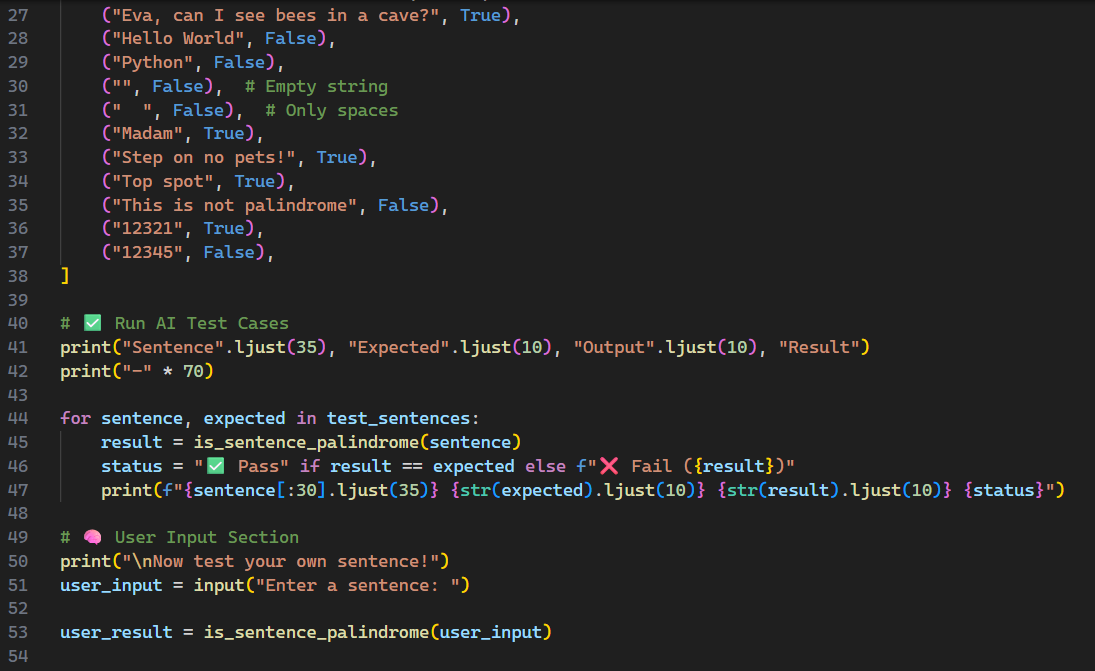 27 ("Eva, can I see bees in a cave?", True),
28 ("Hello World", False),
29 ("Python", False),
30 ("", False),  # Empty string
31 ("  ", False),  # Only spaces
32 ("Madam", True),
33 ("Step on no pets!", True),
34 ("Top spot", True),
35 ("This is not palindrome", False),
36 ("12321", True),
37 ("12345", False),
38 ]
39
40 # ✅ Run AI Test Cases
41 print("Sentence".ljust(35), "Expected".ljust(10), "Output".ljust(10), "Result")
42 print("-" * 70)
43
44 for sentence, expected in test_sentences:
45     result = is_sentence_palindrome(sentence)
46     status = "✅ Pass" if result == expected else f"❌ Fail ({result})"
47     print(f"{sentence[:30].ljust(35)} {str(expected).ljust(10)} {str(result).ljust(10)} {status}")
48
49 # 🧠 User Input Section
50 print("\nNow test your own sentence!")
51 user_input = input("Enter a sentence: ")
52
53 user_result = is_sentence_palindrome(user_input)
54